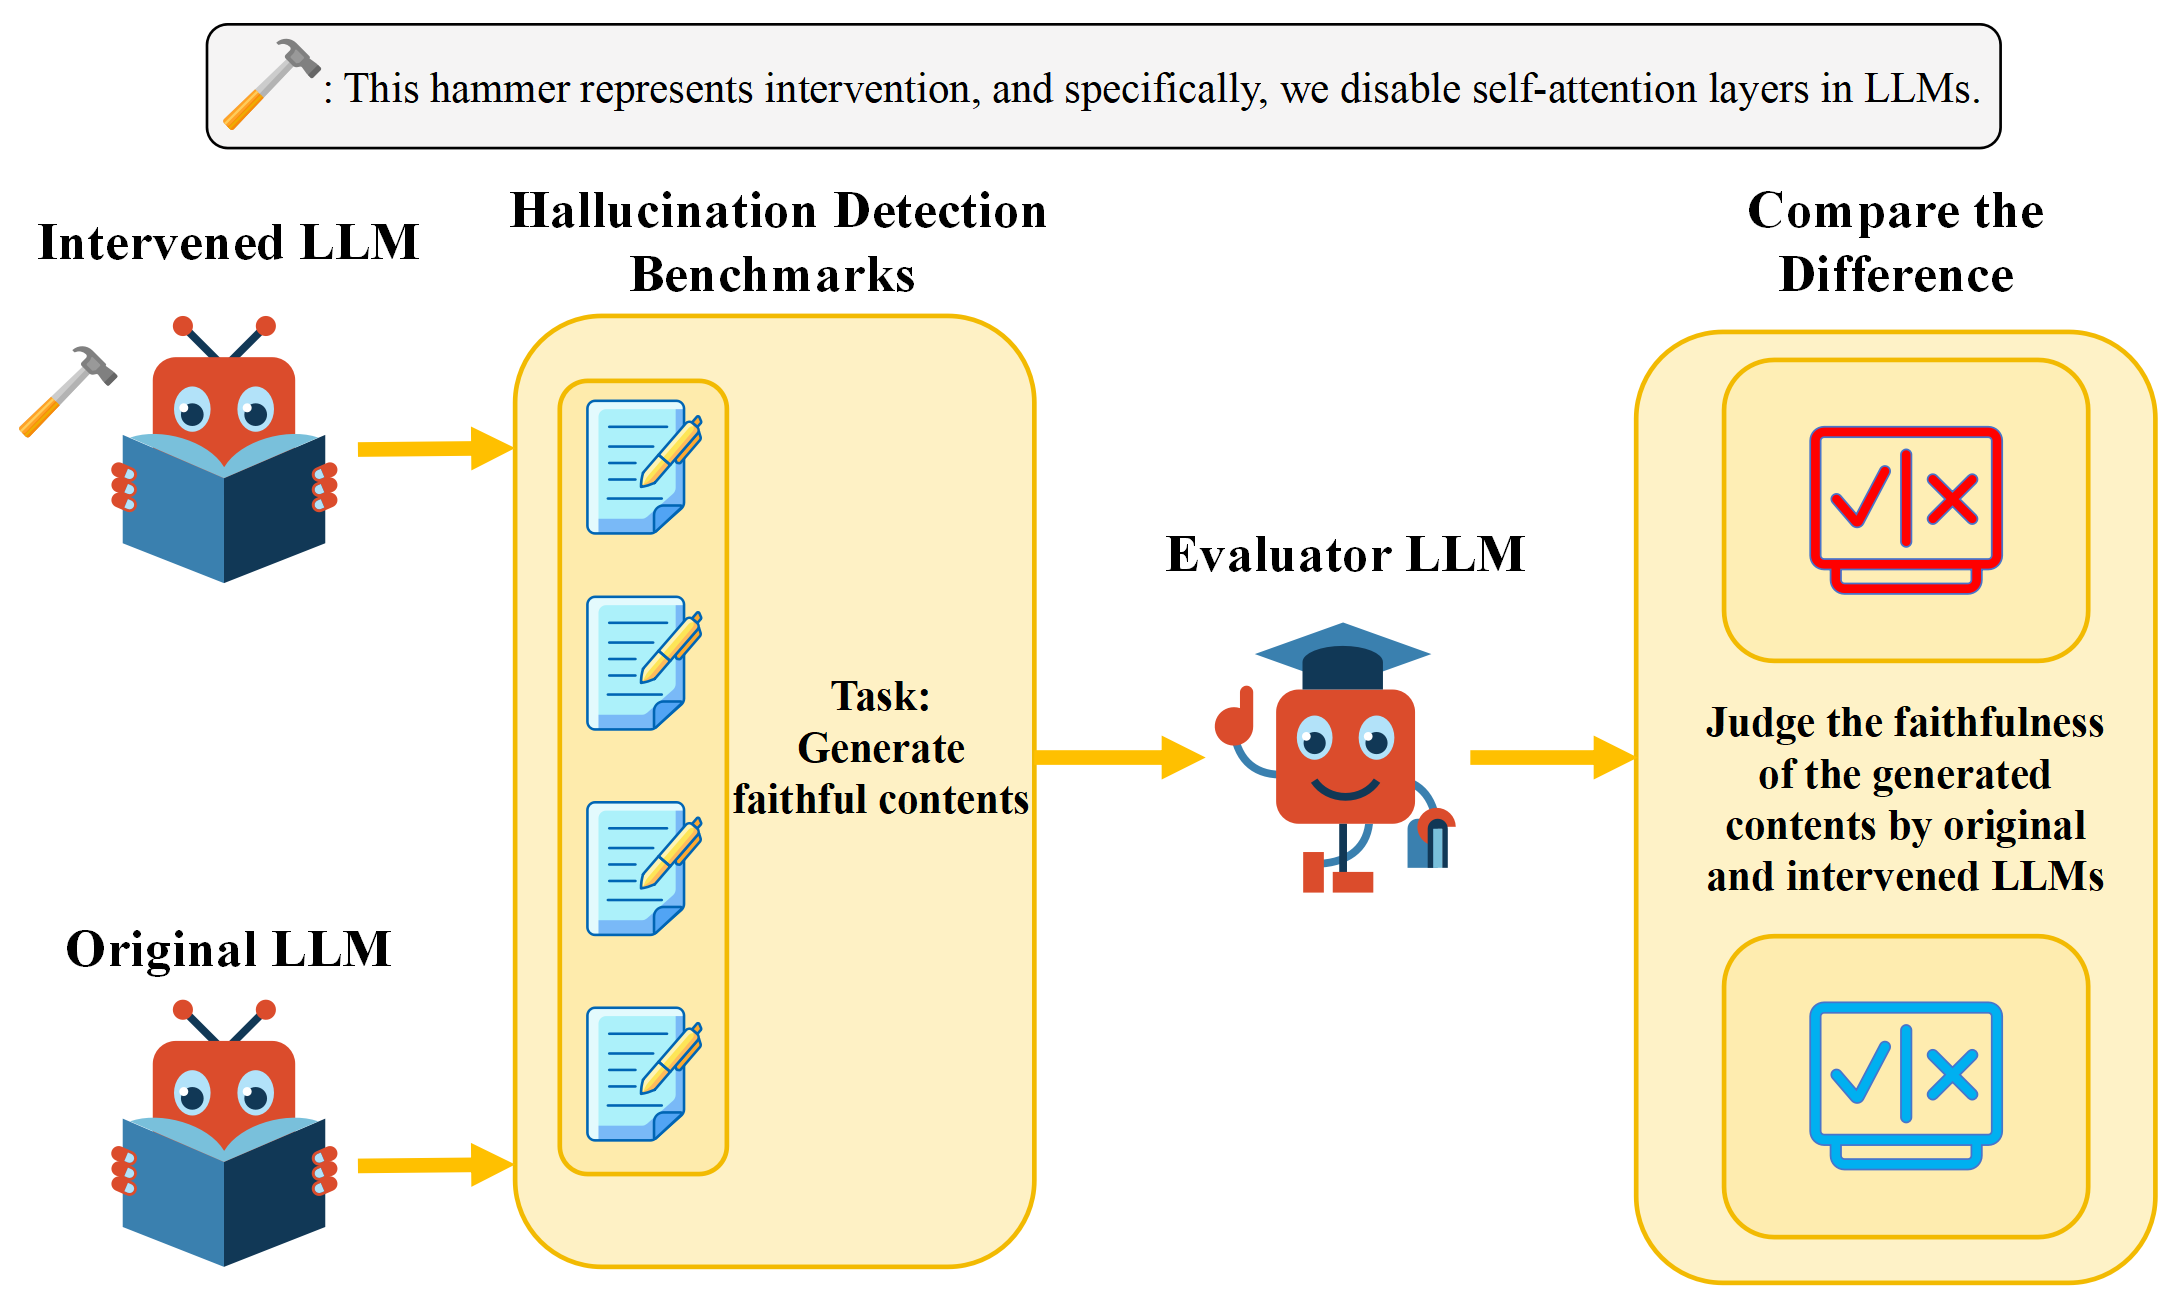 : This hammer represents intervention, and specifically, we disable self-attention layers in LLMs.
Intervened LLM
Hallucination Detection
Benchmarks
Task:
Generate
faithful contents
Original LLM
Evaluator LLM
Compare the
Difference
Judge the faithfulness
of the generated
contents by original
and intervened LLMs